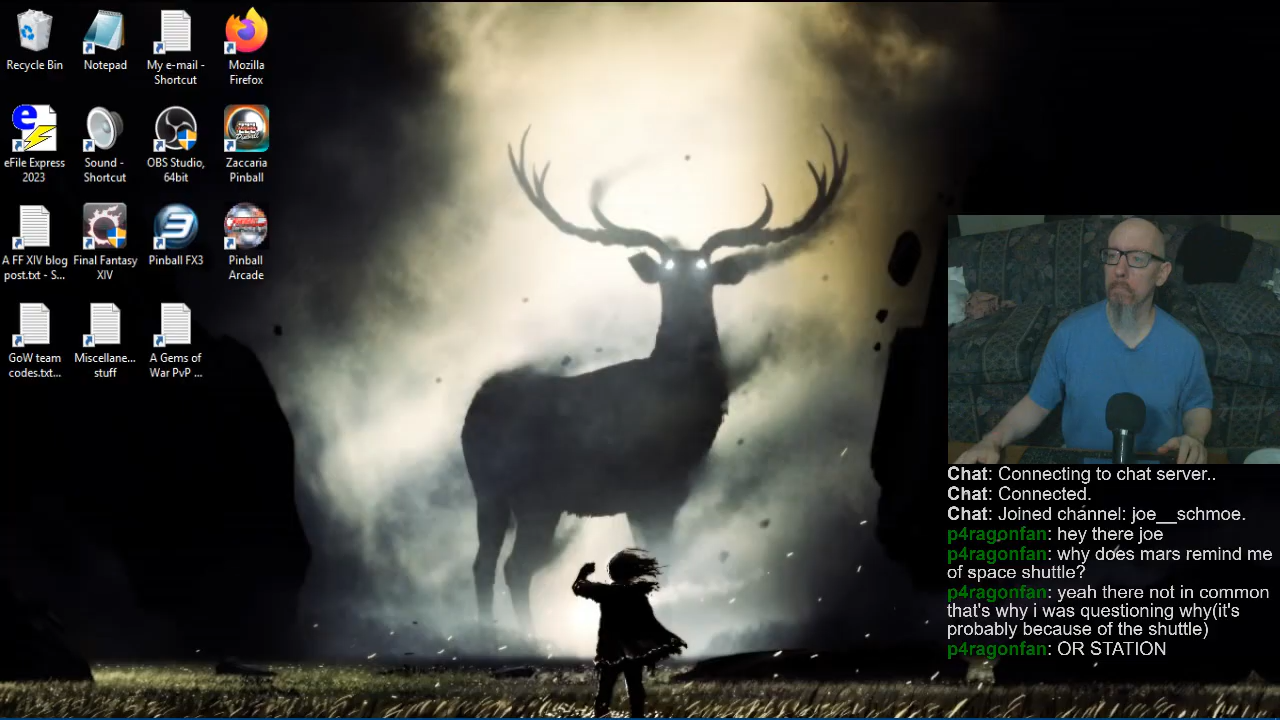 Recycle Bin
Notepad
My e-mail -
Shortcut
Mozilla
Firefox
eFile Express
2023
Sound -
Shortcut
OBS Studio,
64bit
Zaccaria
Pinball
A FF XIV blog
post.txt - S...
Final Fantasy
XIV
Pinball FX3
Pinball
Arcade
GoW team
codes.txt...
Miscellane...
stuff
A Gems of
War PvP ...
Chat: Connecting to chat server..
Chat: Connected.
Chat: Joined channel: joe__schmoe.
p4ragonfan: hey there joe
p4ragonfan: why does mars remind me
of space shuttle?
p4ragonfan: yeah there not in common
that's why i was questioning why(it's
probably because of the shuttle)
p4ragonfan: OR STATION